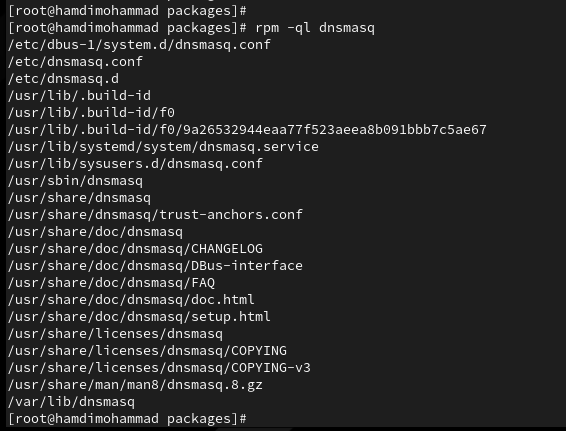 [root@hamdimohammad packages]#
[root@hamdimohammad packages]# rpm -ql dnsmasq
/etc/dbus-1/system.d/dnsmasq.conf
/etc/dnsmasq.conf
/etc/dnsmasq.d
/usr/lib/.build-id
/usr/lib/.build-id/f0
/usr/lib/.build-id/f0/9a26532944eaa77f523aeea8b091bbb7c5ae67
/usr/lib/systemd/system/dnsmasq.service
/usr/lib/sysusers.d/dnsmasq.conf
/usr/sbin/dnsmasq
/usr/share/dnsmasq
/usr/share/dnsmasq/trust-anchors.conf
/usr/share/doc/dnsmasq
/usr/share/doc/dnsmasq/CHANGELOG
/usr/share/doc/dnsmasq/DBus-interface
/usr/share/doc/dnsmasq/FAQ
/usr/share/doc/dnsmasq/doc.html
/usr/share/doc/dnsmasq/setup.html
/usr/share/licenses/dnsmasq
/usr/share/licenses/dnsmasq/COPYING
/usr/share/licenses/dnsmasq/COPYING-v3
/usr/share/man/man8/dnsmasq.8.gz
/var/lib/dnsmasq
[root@hamdimohammad packages]#